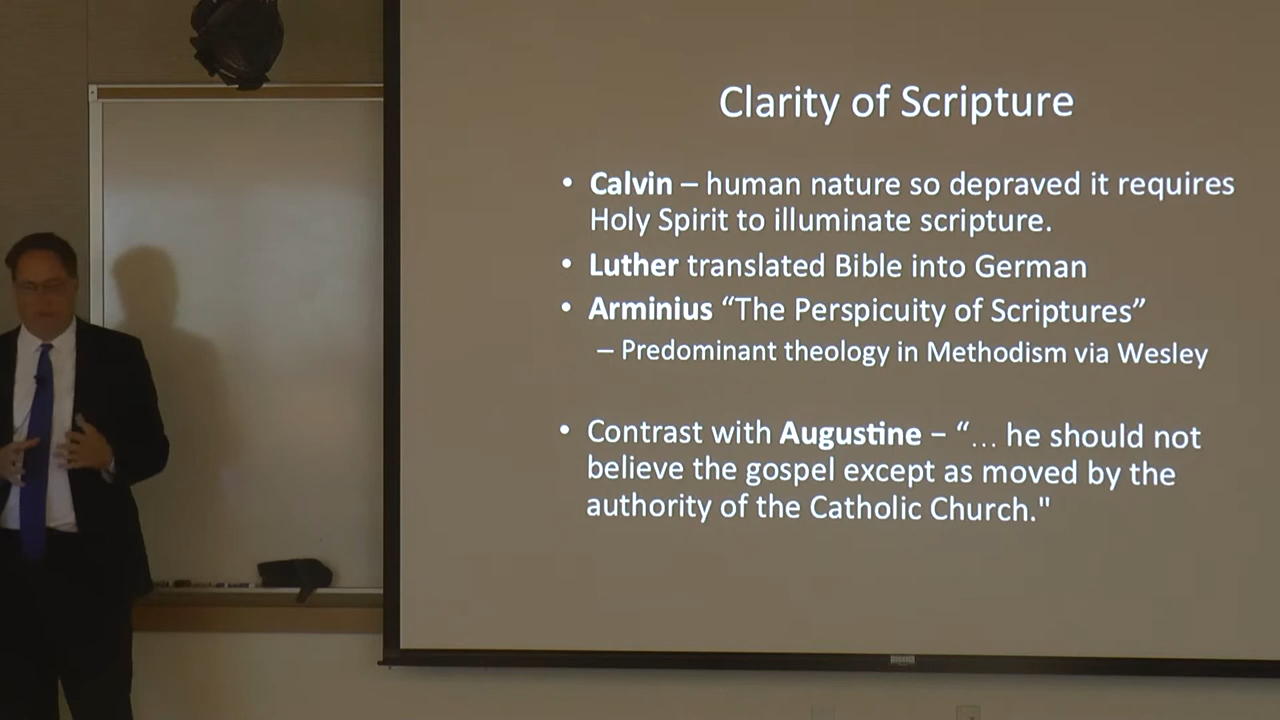 Clarity of Scripture
• Calvin – human nature so depraved it requires
Holy Spirit to illuminate scripture.
• Luther translated Bible into German
• Arminius “The Perspicuity of Scriptures”
– Predominant theology in Methodism via Wesley
• Contrast with Augustine – “… he should not
believe the gospel except as moved by the
authority of the Catholic Church."